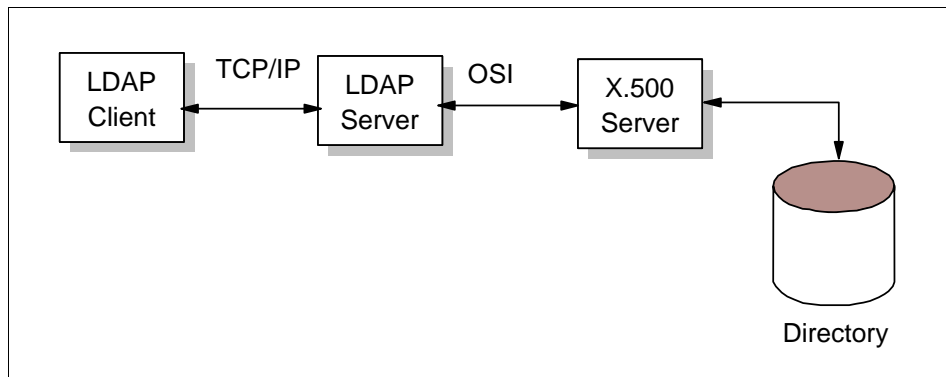 LDAP
Client
TCP/IP
LDAP
Server
OSI
X.500
Server
Directory